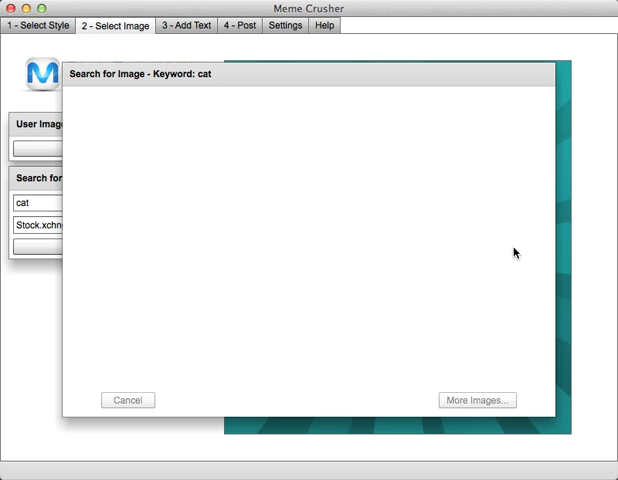 Meme Crusher
1 - Select Style 2 - Select Image 3 - Add Text 4 - Post Settings Help
M
Search for Image - Keyword: cat
User Imag
Search for
cat
Stock.xchn
Cancel More Images...